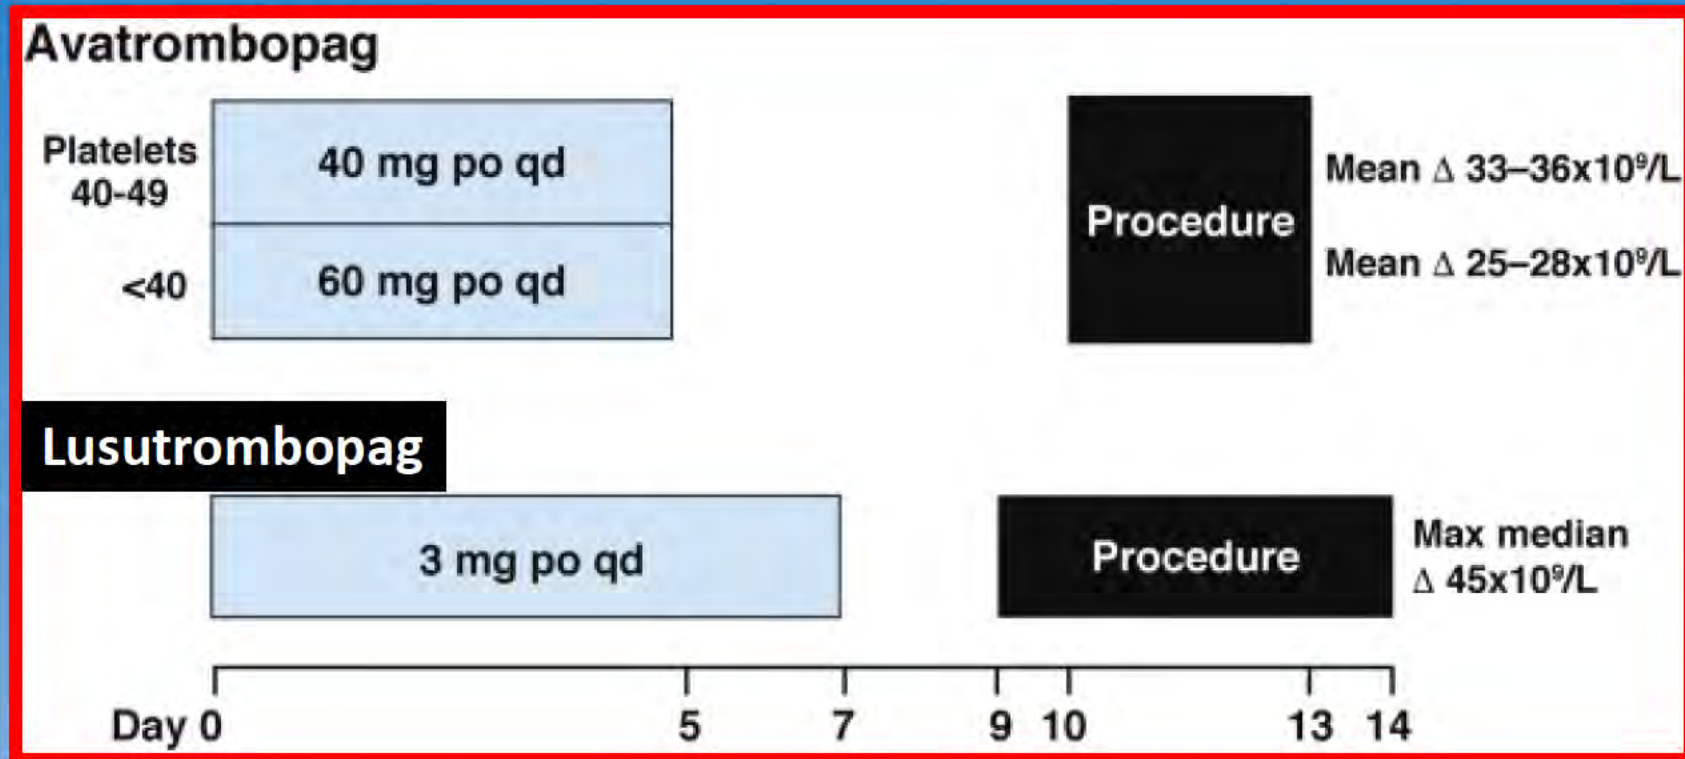 Avatrombopag
Platelets
40-49
40 mg po qd
<40
60 mg po qd
Procedure
Mean Δ 33–36x10⁹/L
Mean Δ 25–28x10⁹/L
Lusutrombopag
3 mg po qd
Procedure
Max median
Δ 45x10⁹/L
Day 0 5 7 9 10 13 14